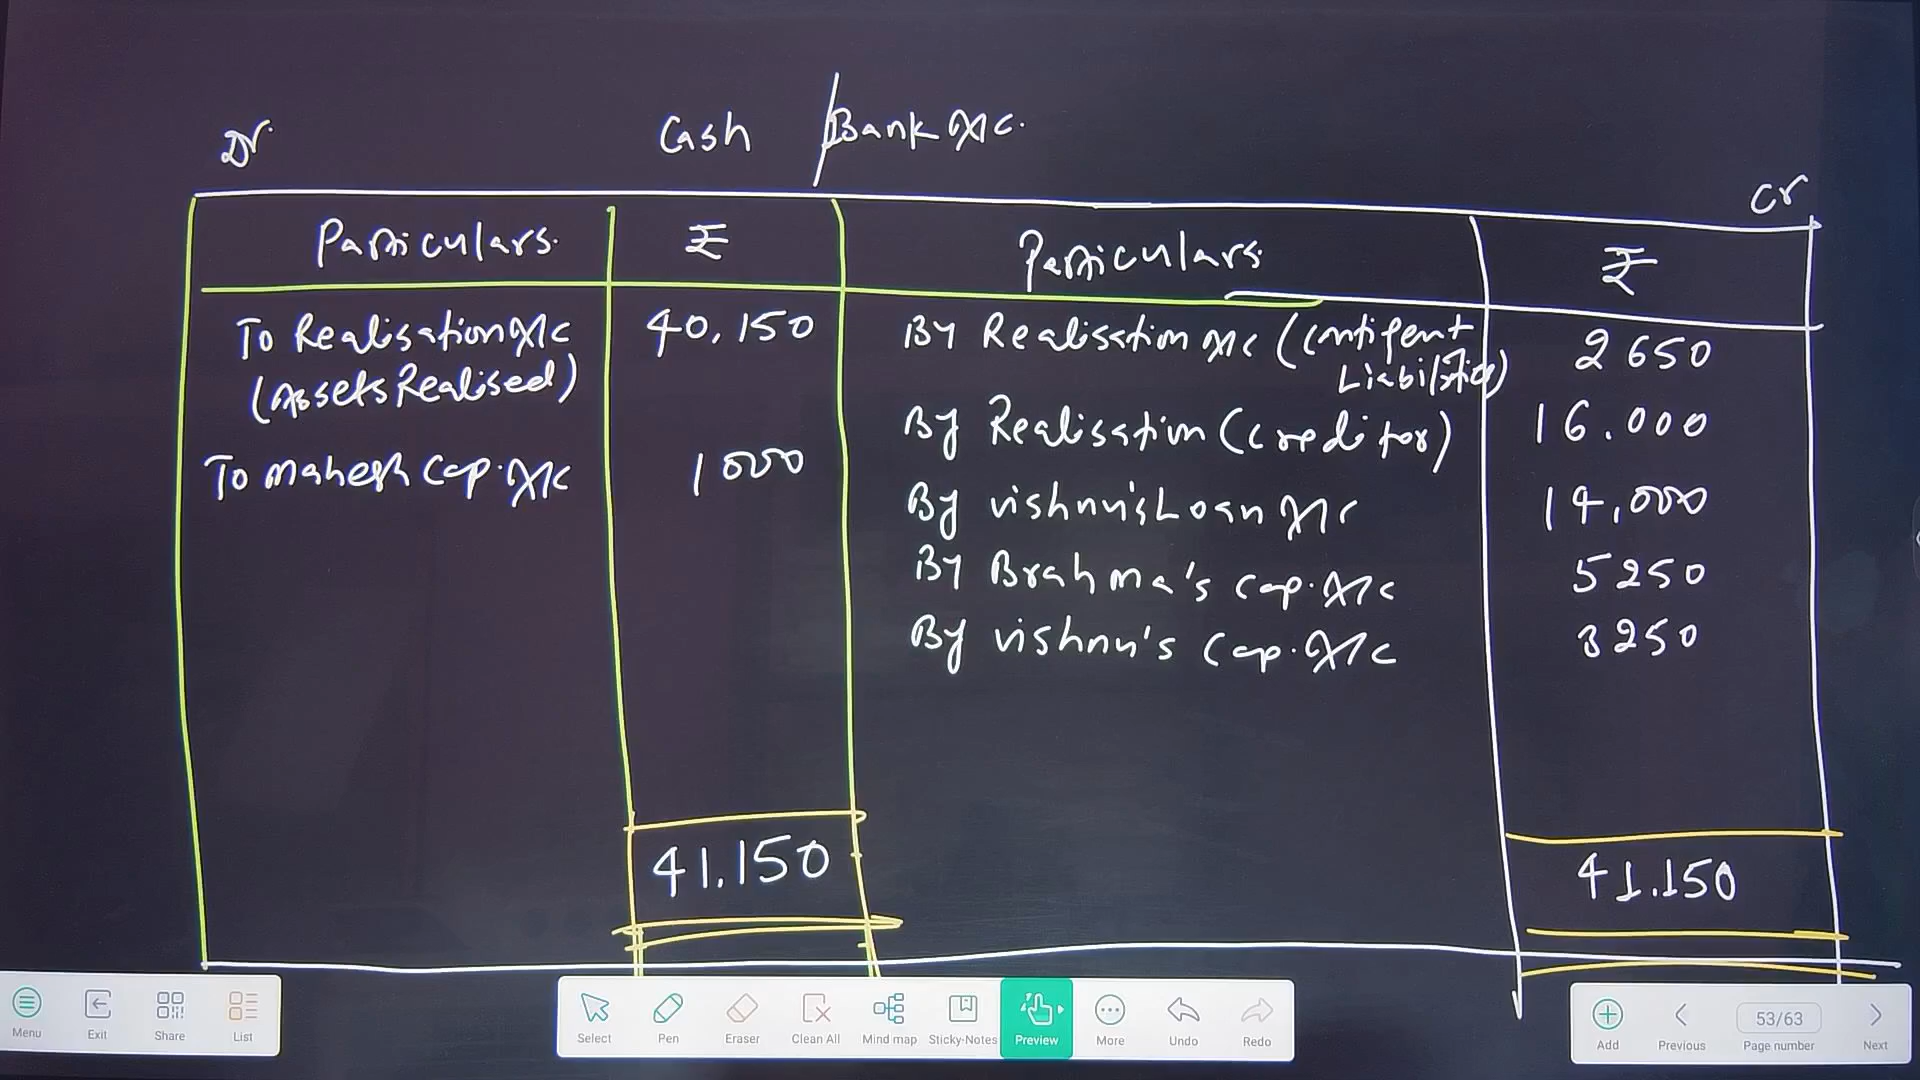 Dr.
Cash / Bank A/c.
Cr
Particulars.
₹
Particulars.
₹
To Realisation A/c
40,150
(Assets Realised)
To Mahesh Cap. A/c
1000
By Realisation A/c (Contigent
Liabilities)
2650
By Realisation (Creditor)
16.000
By vishnu's Loan A/c
14,000
By Brahma's Cap. A/c
5250
By vishnu's Cap. A/c
3250
41.150
41.150
Menu
Exit
Share
List
Select
Pen
Eraser
Clean All
Mind map
Sticky-Notes
Preview
More
Undo
Redo
Add
Previous
53/63
Page number
Next